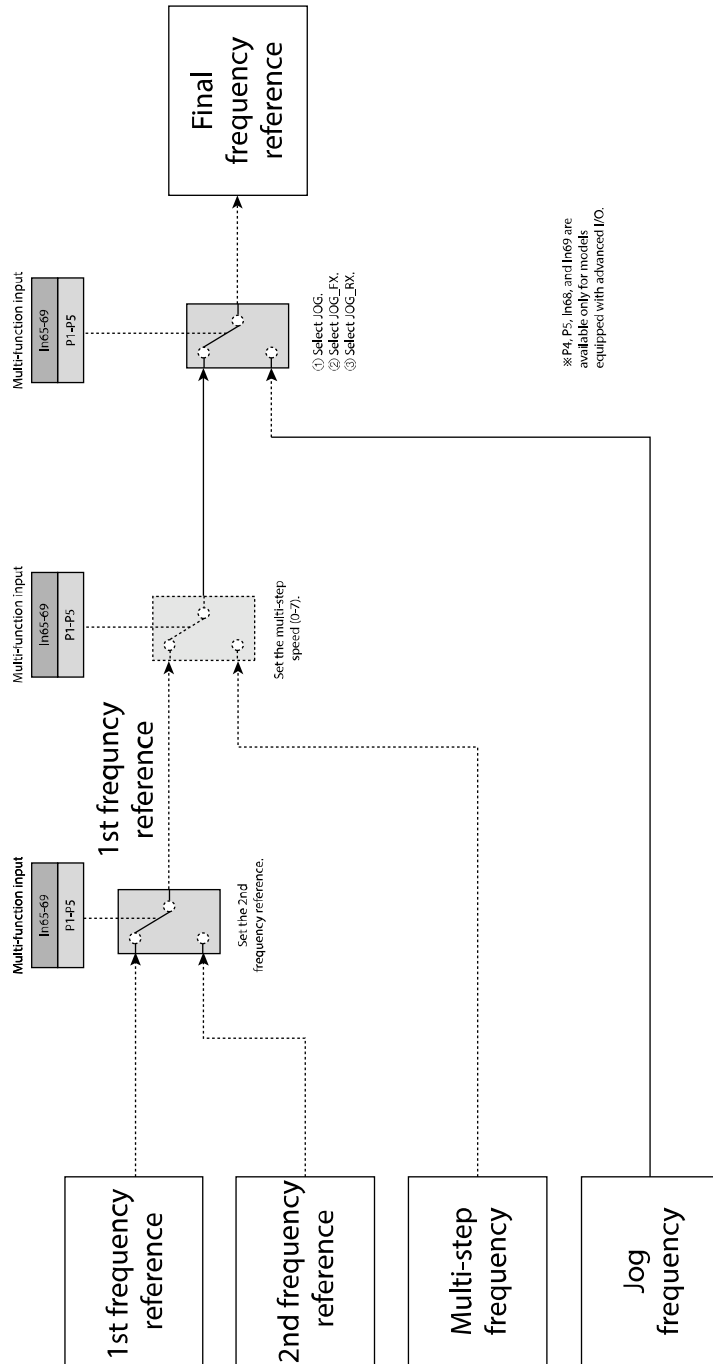 1st frequency
reference
2nd frequency
reference
Multi-step
frequency
Jog
frequency
Multi-function input
In65-69
P1-P5
Set the 2nd
frequency reference.
1st frequncy
reference
Multi-function input
In65-69
P1-P5
Set the multi-step
speed (0-7).
Multi-function input
In65-69
P1-P5
① Select JOG.
② Select JOG_FX.
③ Select JOG_RX.
Final
frequency
reference
※P4, P5, In68, and In69 are
available only for models
equipped with advanced I/O.